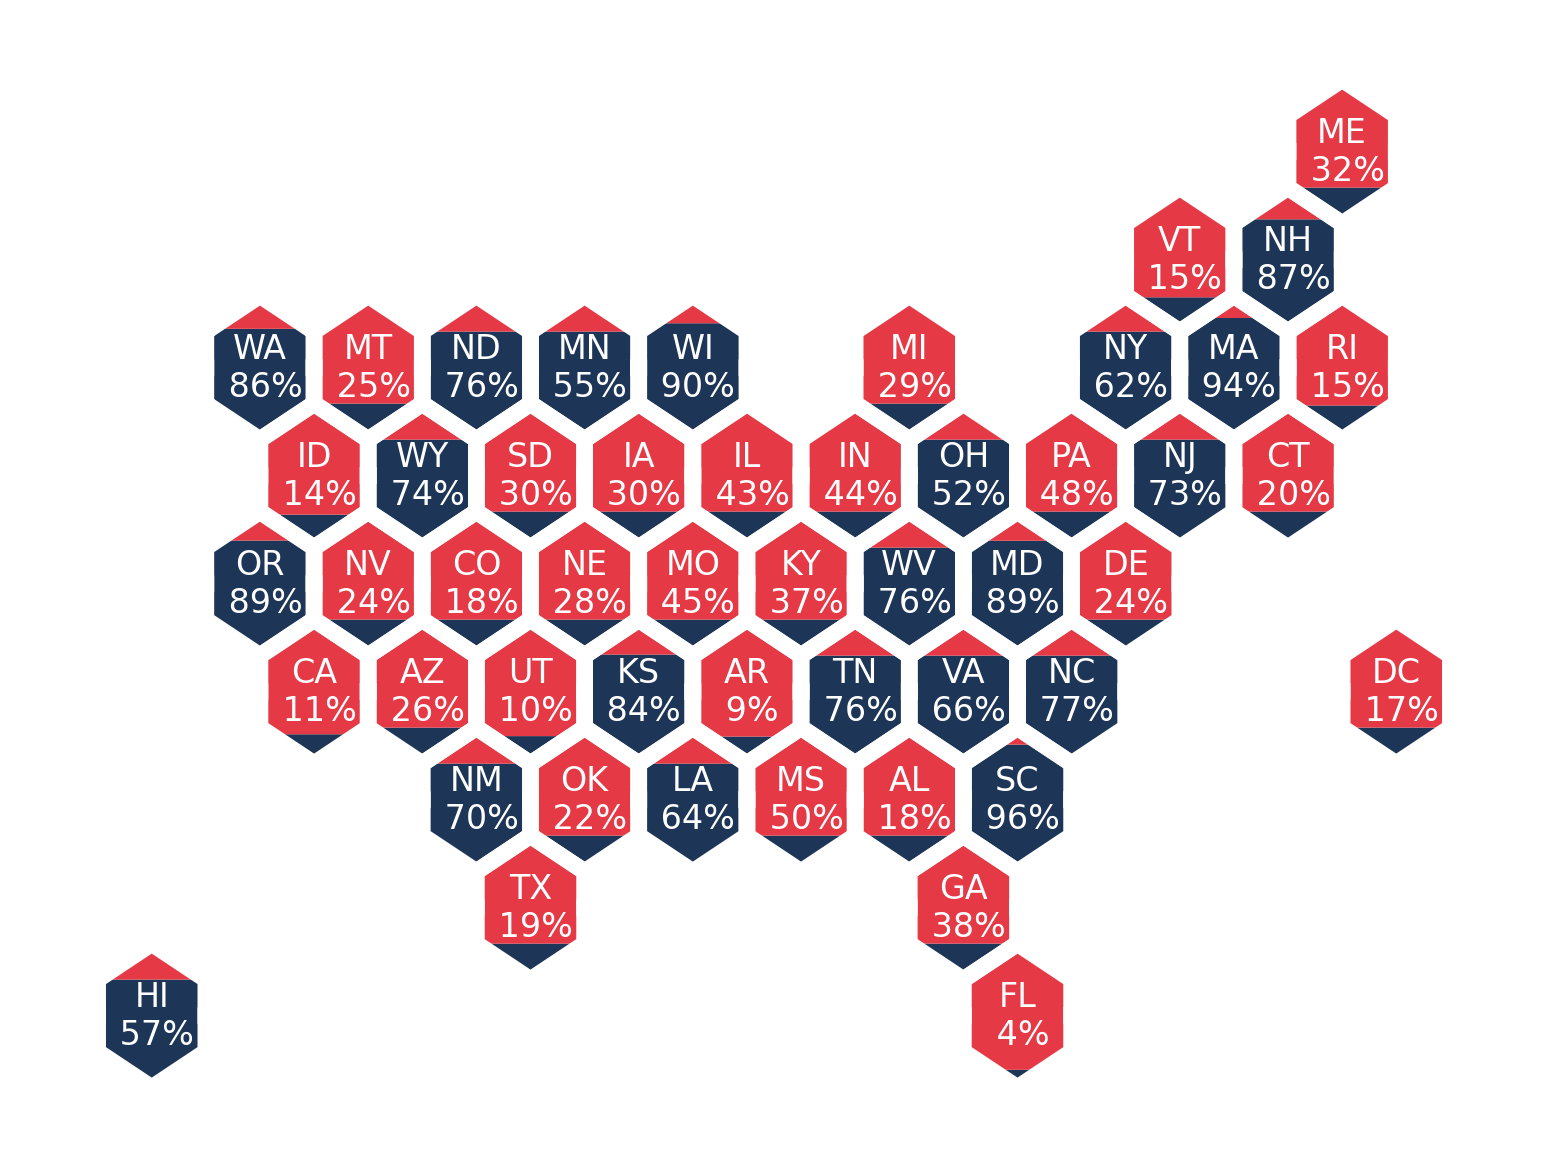 ME
32%
VT
15%
NH
87%
WA
86%
MT
25%
ND
76%
MN
55%
WI
90%
MI
29%
NY
62%
MA
94%
RI
15%
ID
14%
WY
74%
SD
30%
IA
30%
IL
43%
IN
44%
OH
52%
PA
48%
NJ
73%
CT
20%
OR
89%
NV
24%
CO
18%
NE
28%
MO
45%
KY
37%
WV
76%
MD
89%
DE
24%
CA
11%
AZ
26%
UT
10%
KS
84%
AR
9%
TN
76%
VA
66%
NC
77%
DC
17%
NM
70%
OK
22%
LA
64%
MS
50%
AL
18%
SC
96%
TX
19%
GA
38%
HI
57%
FL
4%